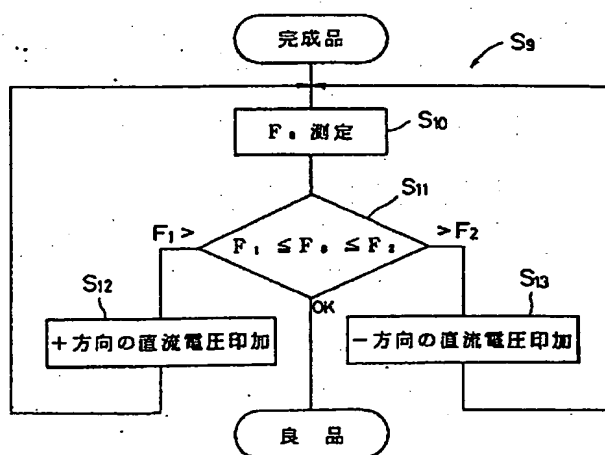 完成品
S9
F₀ 測定
S10
S11
F1 >
F₁ ≤ F₀ ≤ F₂
> F2
S12
OK
S13
+方向の直流電圧印加
−方向の直流電圧印加
良 品